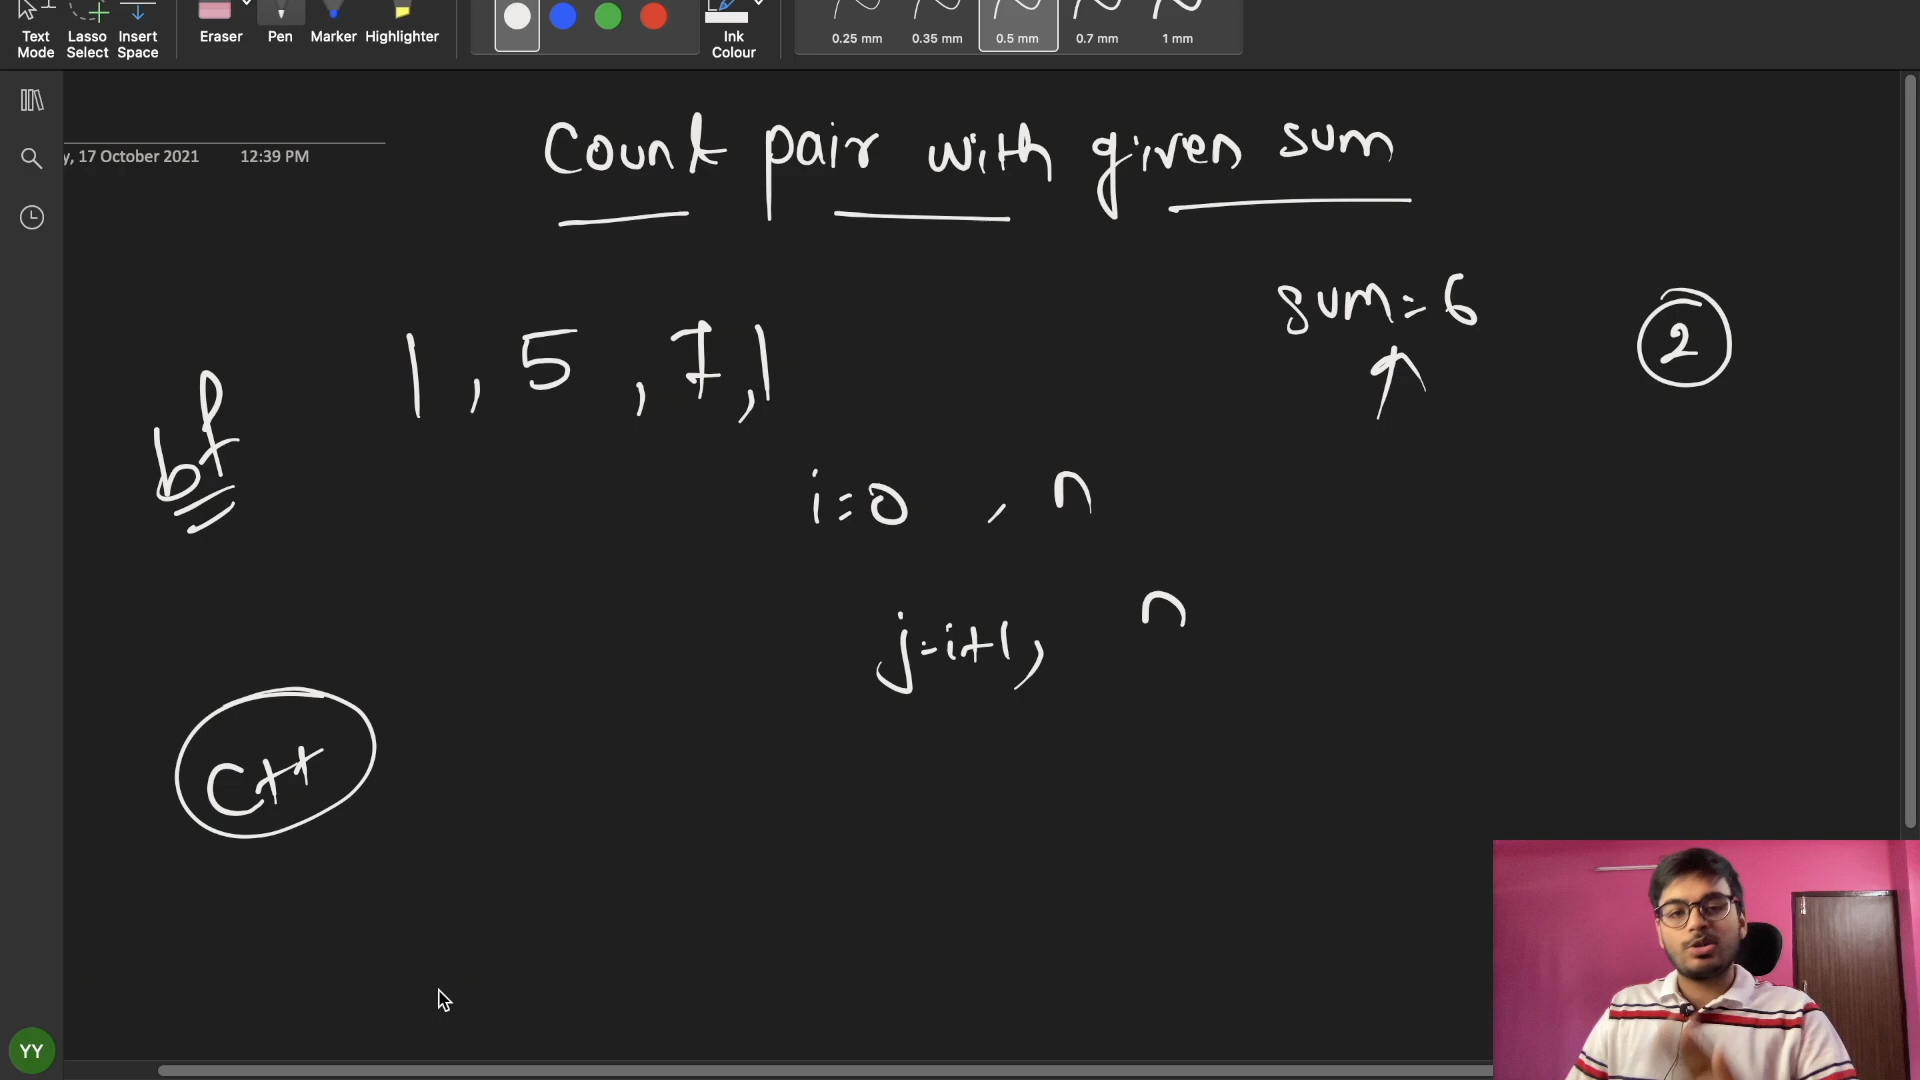 Text Mode
Lasso Select
Insert Space
Eraser
Pen
Marker
Highlighter
Ink Colour
0.25 mm
0.35 mm
0.5 mm
0.7 mm
1 mm
y, 17 October 2021 12:39 PM
Count pair with given sum
sum = 6
2
1, 5, 7, 1
bf
i=0, n
j=i+1, n
C++
YY